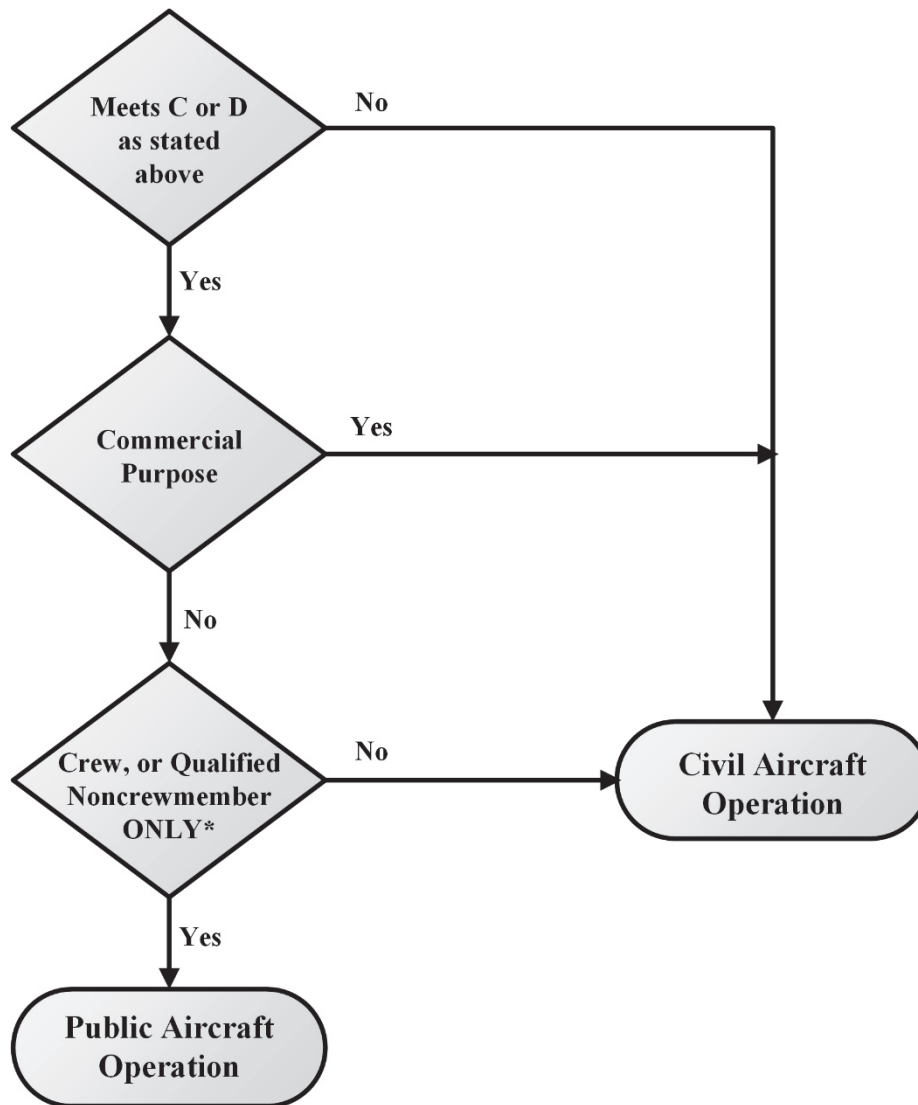 Meets C or D
as stated
above
No
Yes
Commercial
Purpose
Yes
No
Crew, or Qualified
Noncrewmember
ONLY*
No
Civil Aircraft
Operation
Yes
Public Aircraft
Operation